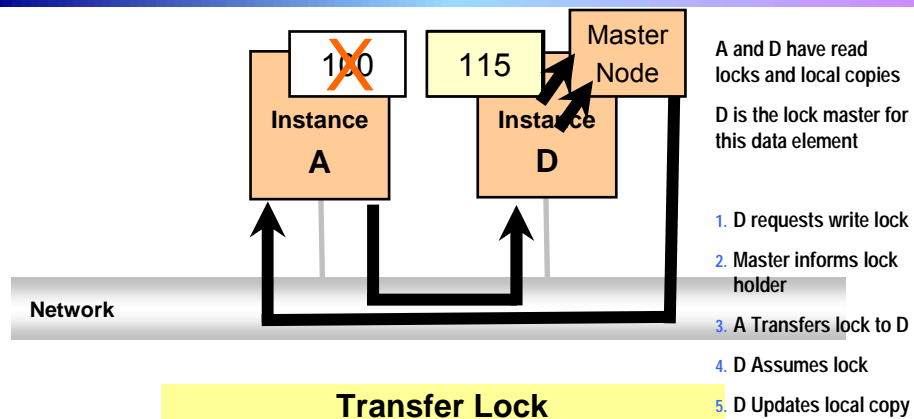 100
115
Master
Node
Instance
A
Instance
D
Network
Transfer Lock
A and D have read
locks and local copies
D is the lock master for
this data element
1. D requests write lock
2. Master informs lock
holder
3. A Transfers lock to D
4. D Assumes lock
5. D Updates local copy